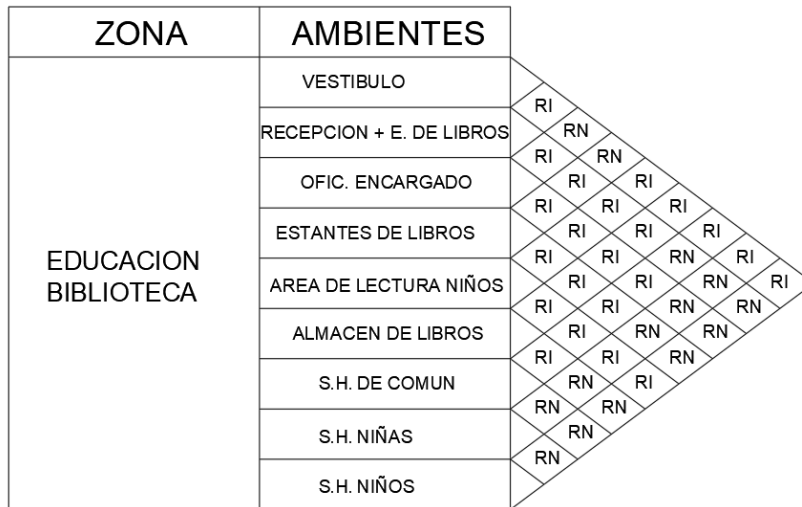 ZONA AMBIENTES
VESTIBULO
RI
RECEPCION + E. DE LIBROS RN
RI RN
OFIC. ENCARGADO RI RI
RI RI RI
ESTANTES DE LIBROS RI RI RI
EDUCACION
BIBLIOTECA
RI RI RN RI
AREA DE LECTURA NIÑOS RI RI RN RI
RI RI RN RN
ALMACEN DE LIBROS RI RN RN
RI RI RN
S.H. DE COMUN RN RI
RN RN
S.H. NIÑAS RN
RN
S.H. NIÑOS